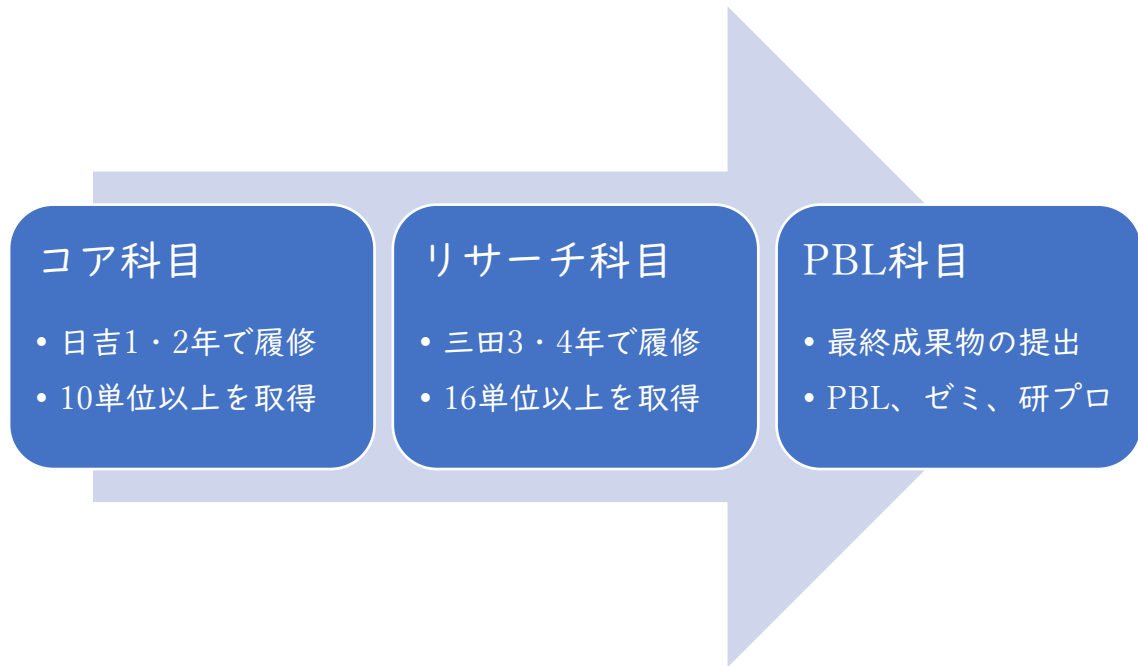 コア科目
• 日吉1・2年で履修
• 10単位以上を取得
リサーチ科目
• 三田3・4年で履修
• 16単位以上を取得
PBL科目
• 最終成果物の提出
• PBL、ゼミ、研プロ